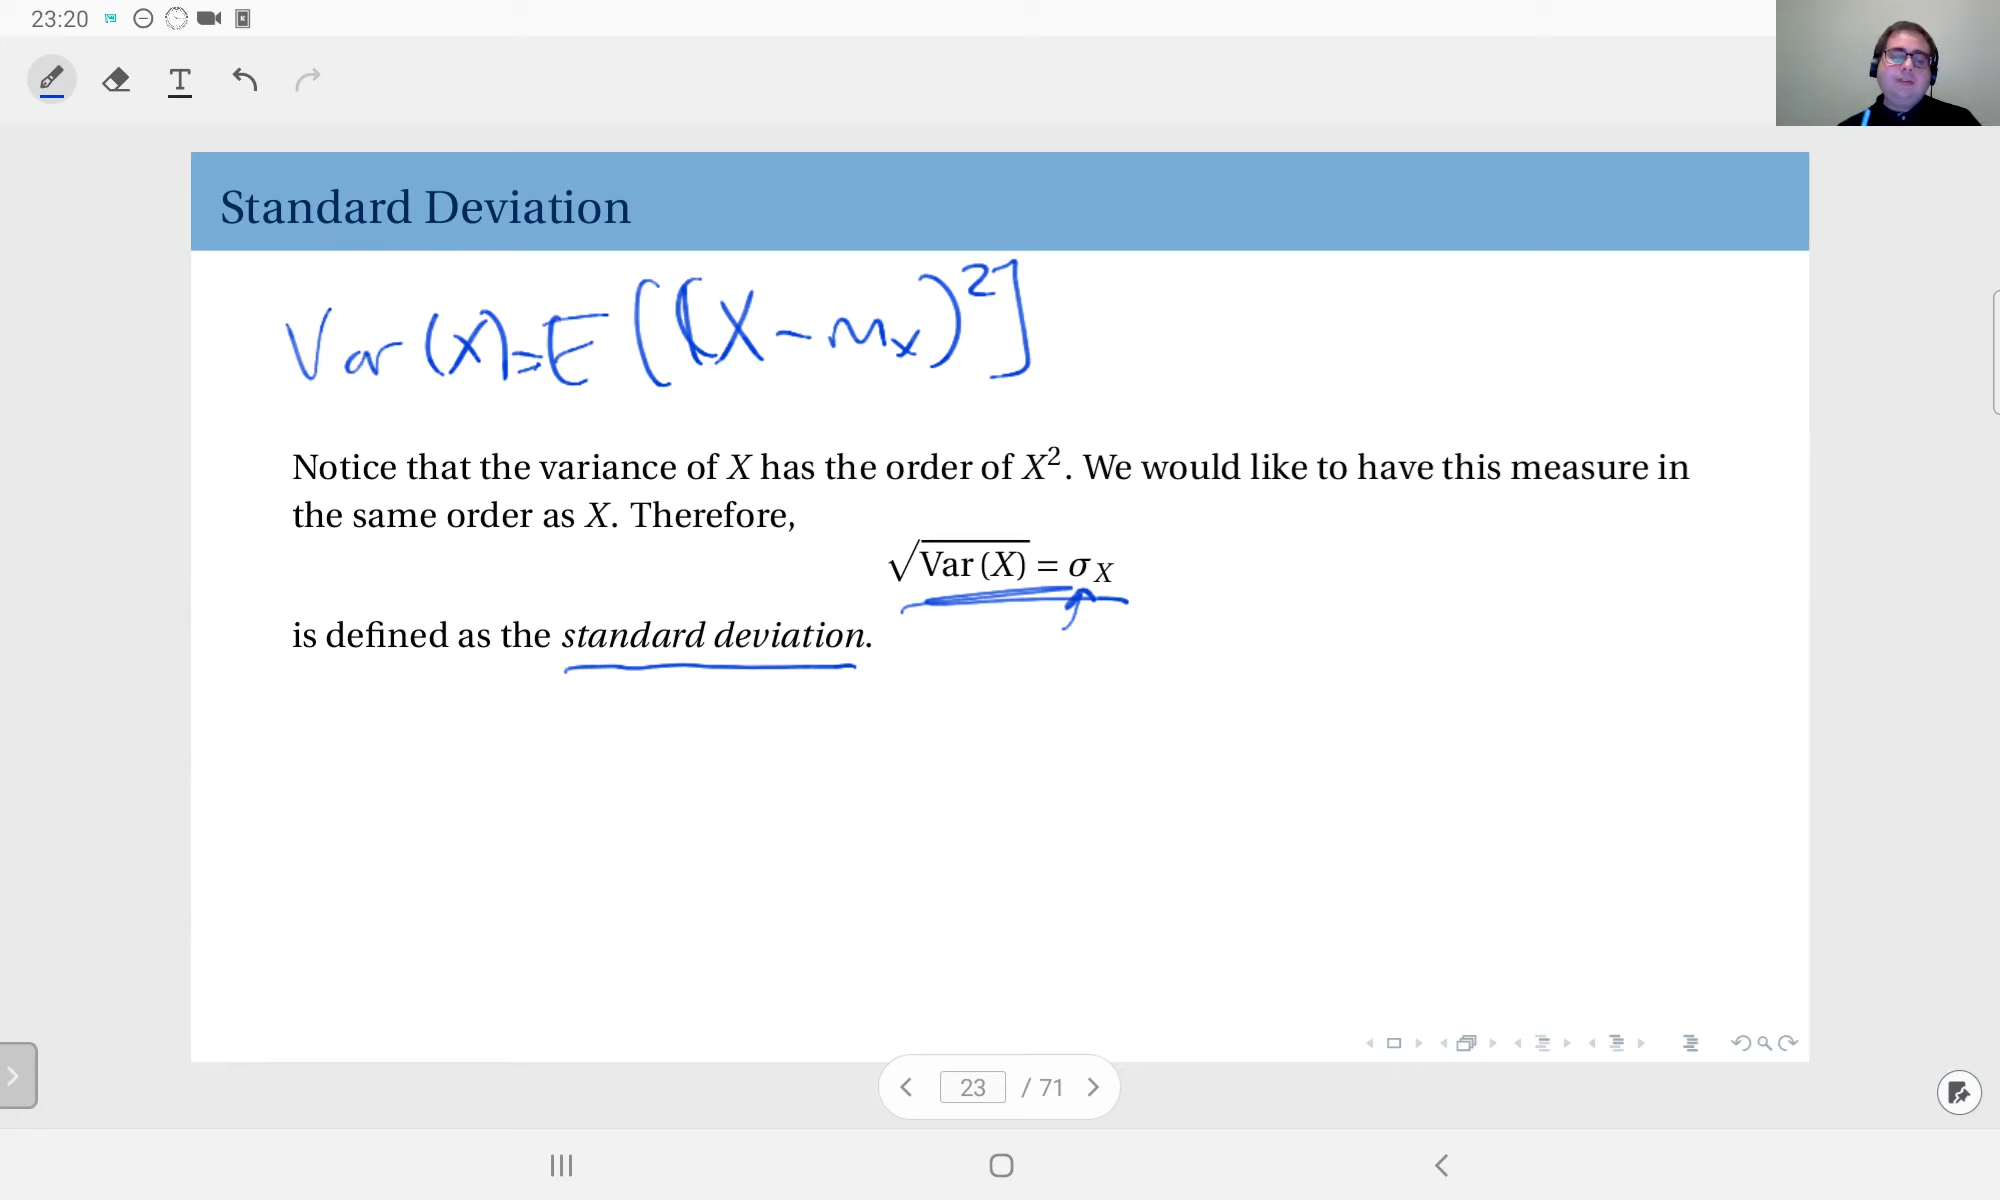 23:20
Standard Deviation
Var(X)=E[(X-mₓ)²]
Notice that the variance of X has the order of X². We would like to have this measure in
the same order as X. Therefore,
√Var(X) = σ_X
is defined as the standard deviation.
23 / 71